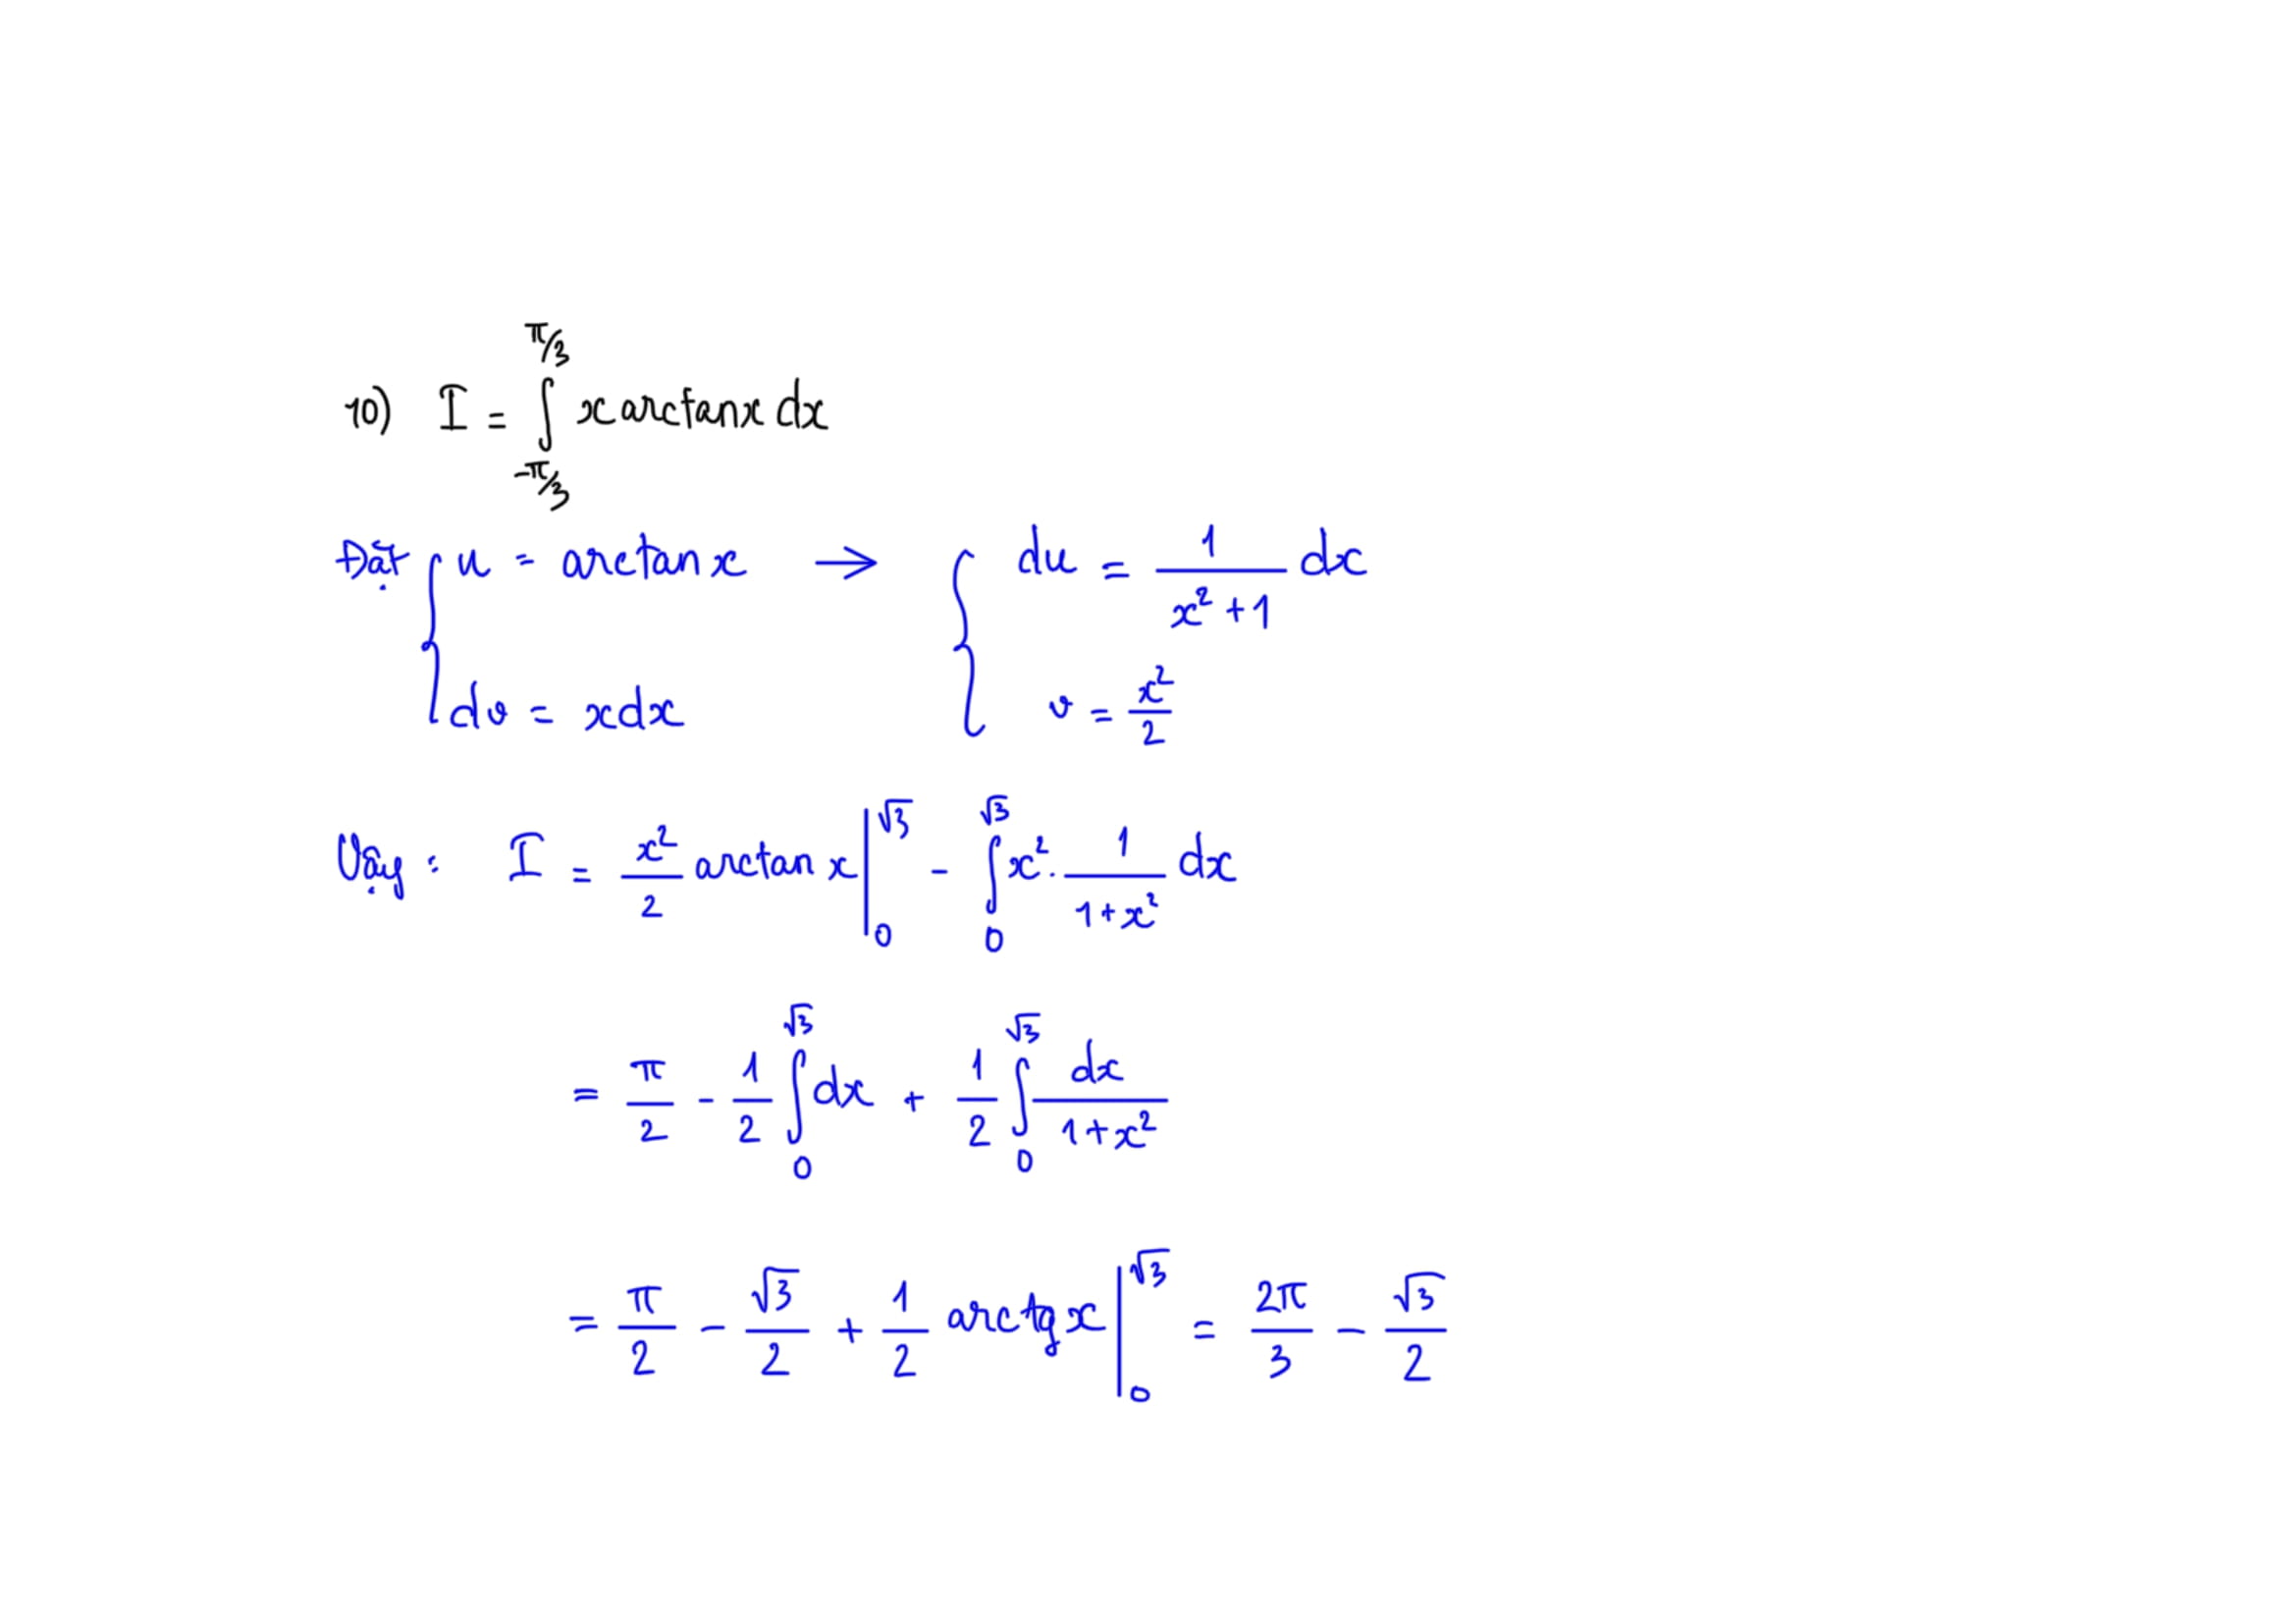 10) I = ∫_{-π/3}^{π/3} x arctanx dx
Đặt { u = arctan x → { du = 1/(x² + 1) dx
dv = xdx v = x²/2
Vậy : I = x²/2 arctan x |_0^{√3} - ∫_0^{√3} x² · 1/(1+x²) dx
= π/2 - 1/2 ∫_0^{√3} dx + 1/2 ∫_0^{√3} dx/(1+x²)
= π/2 - √3/2 + 1/2 arctg x |_0^{√3} = 2π/3 - √3/2